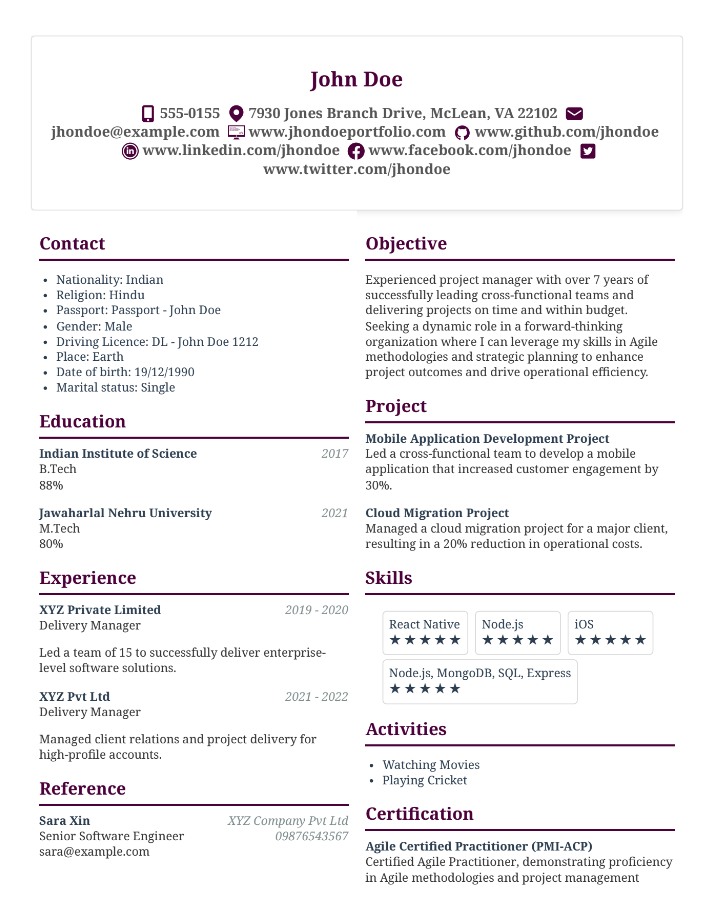 John Doe
555-0155 7930 Jones Branch Drive, McLean, VA 22102
jhondoe@example.com www.jhondoeportfolio.com www.github.com/jhondoe
www.linkedin.com/jhondoe www.facebook.com/jhondoe
www.twitter.com/jhondoe
Contact
• Nationality: Indian
• Religion: Hindu
• Passport: Passport - John Doe
• Gender: Male
• Driving Licence: DL - John Doe 1212
• Place: Earth
• Date of birth: 19/12/1990
• Marital status: Single
Education
Indian Institute of Science 2017
B.Tech
88%
Jawaharlal Nehru University 2021
M.Tech
80%
Experience
XYZ Private Limited 2019 - 2020
Delivery Manager
Led a team of 15 to successfully deliver enterprise-
level software solutions.
XYZ Pvt Ltd 2021 - 2022
Delivery Manager
Managed client relations and project delivery for
high-profile accounts.
Reference
Sara Xin XYZ Company Pvt Ltd
Senior Software Engineer 09876543567
sara@example.com
Objective
Experienced project manager with over 7 years of
successfully leading cross-functional teams and
delivering projects on time and within budget.
Seeking a dynamic role in a forward-thinking
organization where I can leverage my skills in Agile
methodologies and strategic planning to enhance
project outcomes and drive operational efficiency.
Project
Mobile Application Development Project
Led a cross-functional team to develop a mobile
application that increased customer engagement by
30%.
Cloud Migration Project
Managed a cloud migration project for a major client,
resulting in a 20% reduction in operational costs.
Skills
React Native Node.js iOS
★★★★★ ★★★★★ ★★★★★
Node.js, MongoDB, SQL, Express
★★★★★
Activities
• Watching Movies
• Playing Cricket
Certification
Agile Certified Practitioner (PMI-ACP)
Certified Agile Practitioner, demonstrating proficiency
in Agile methodologies and project management